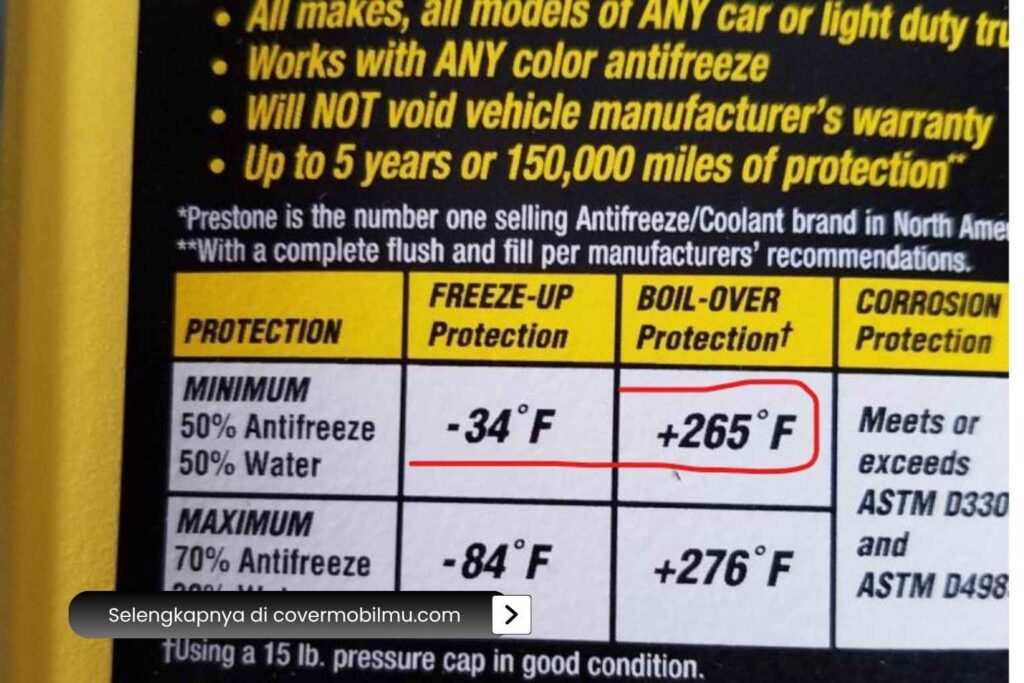 All makes, all models of ANY car or light duty
Works with ANY color antifreeze
Will NOT void vehicle manufacturer's warranty
Up to 5 years or 150,000 miles of protection**
*Prestone is the number one selling Antifreeze/Coolant brand in North
**With a complete flush and fill per manufacturers' recommendations.
PROTECTION
FREEZE-UP
Protection
BOIL-OVER
Protection†
CORROSION
Protection
MINIMUM
50% Antifreeze
50% Water
-34°F
+265°F
Meets or
exceeds
ASTM D330
and
ASTM D498
MAXIMUM
70% Antifreeze
-84°F
+276°F
Selengkapnya di covermobilmu.com
†Using a 15 lb. pressure cap in good condition.